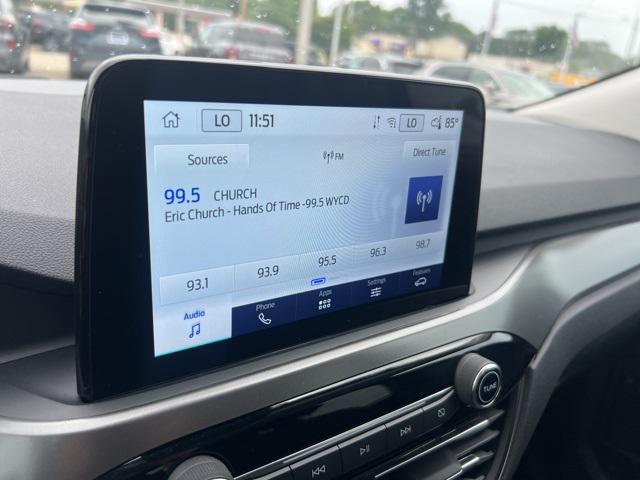 LO 11:51 LO 85°
Sources FM Direct Tune
99.5 CHURCH
Eric Church - Hands Of Time -99.5 WYCD
93.1 93.9 95.5 96.3 98.7
Audio Phone Apps Settings Features
TUNE